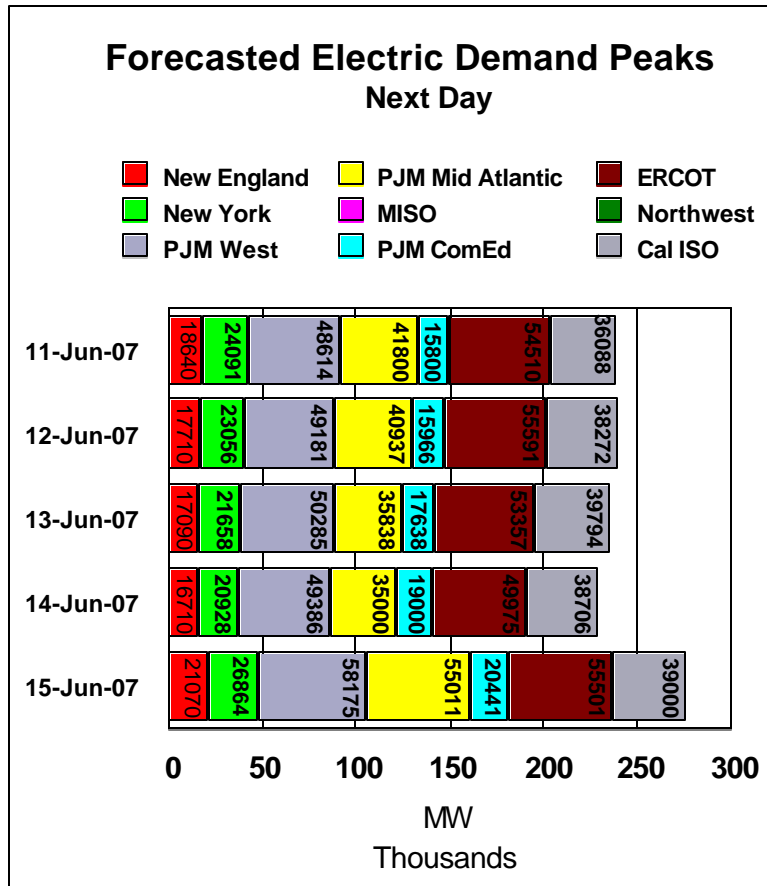 Forecasted Electric Demand Peaks
Next Day
New England PJM Mid Atlantic ERCOT
New York MISO Northwest
PJM West PJM ComEd Cal ISO
11-Jun-07 18640 24091 48614 41800 15800 54510 36088
12-Jun-07 17710 23056 49181 40937 15966 55591 38272
13-Jun-07 17090 21658 50285 35838 17638 53357 39794
14-Jun-07 16710 20928 49386 35000 19000 49975 38706
15-Jun-07 21070 26864 58175 55011 20441 55501 39000
0 50 100 150 200 250 300
MW
Thousands